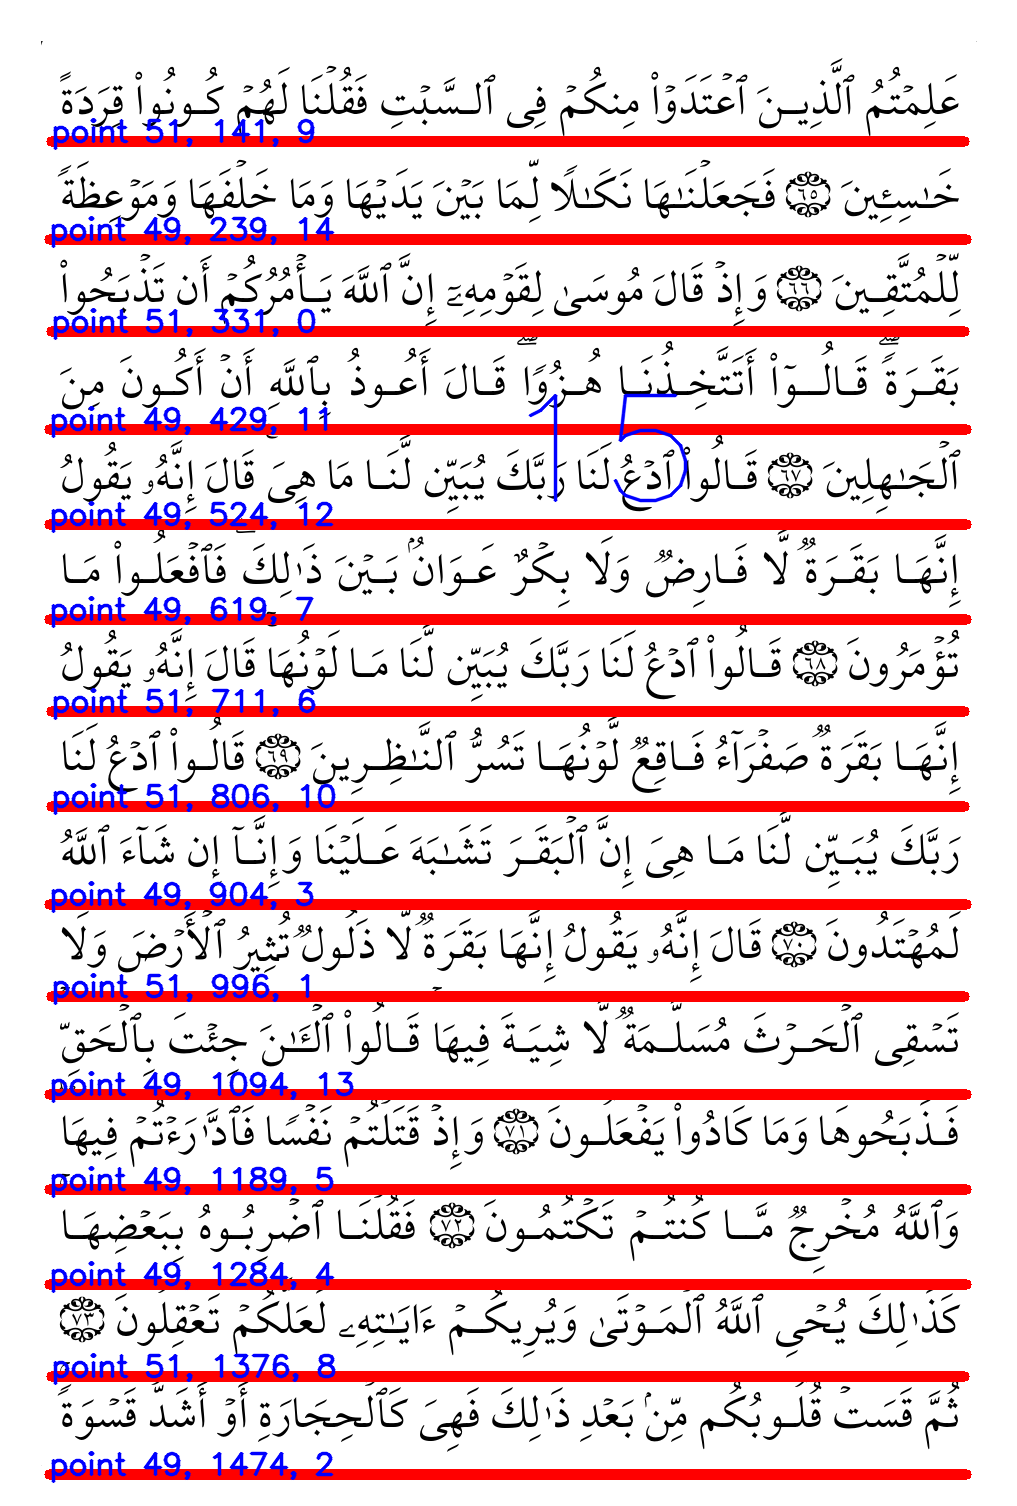 عَلِمۡتُمُ ٱلَّذِينَ ٱعۡتَدَوۡاْ مِنكُمۡ فِى ٱلسَّبۡتِ فَقُلۡنَا لَهُمۡ كُونُواْ قِرَدَةً
point 51, 141, 9
خَـٰسِـِٔينَ ٦٥ فَجَعَلۡنَـٰهَا نَكَـٰلًا لِّمَا بَيۡنَ يَدَيۡهَا وَمَا خَلۡفَهَا وَمَوۡعِظَةً
point 49, 239, 14
لِّلۡمُتَّقِينَ ٦٦ وَإِذۡ قَالَ مُوسَىٰ لِقَوۡمِهِۦٓ إِنَّ ٱللَّهَ يَأۡمُرُكُمۡ أَن تَذۡبَحُواْ
point 51, 331, 0
بَقَرَةًۖ قَالُوٓاْ أَتَتَّخِذُنَا هُزُوًاۖ قَالَ أَعُوذُ بِٱللَّهِ أَنۡ أَكُونَ مِنَ
15
point 49, 429, 11
ٱلۡجَـٰهِلِينَ ٦٧ قَالُواْ ٱدۡعُ لَنَا رَبَّكَ يُبَيِّن لَّنَا مَا هِىَۚ قَالَ إِنَّهُۥ يَقُولُ
point 49, 524, 12
إِنَّهَا بَقَرَةٌ لَّا فَارِضٌ وَلَا بِكۡرٌ عَوَانٌۢ بَيۡنَ ذَٰلِكَۖ فَٱفۡعَلُواْ مَا
point 49, 619, 7
تُؤۡمَرُونَ ٦٨ قَالُواْ ٱدۡعُ لَنَا رَبَّكَ يُبَيِّن لَّنَا مَا لَوۡنُهَاۚ قَالَ إِنَّهُۥ يَقُولُ
point 51, 711, 6
إِنَّهَا بَقَرَةٌ صَفۡرَآءُ فَاقِعٌ لَّوۡنُهَا تَسُرُّ ٱلنَّـٰظِرِينَ ٦٩ قَالُواْ ٱدۡعُ لَنَا
point 51, 806, 10
رَبَّكَ يُبَيِّن لَّنَا مَا هِىَ إِنَّ ٱلۡبَقَرَ تَشَـٰبَهَ عَلَيۡنَا وَإِنَّآ إِن شَآءَ ٱللَّهُ
point 49, 904, 3
لَمُهۡتَدُونَ ٧٠ قَالَ إِنَّهُۥ يَقُولُ إِنَّهَا بَقَرَةٌ لَّا ذَلُولٌ تُثِيرُ ٱلۡأَرۡضَ وَلَا
point 51, 996, 1
تَسۡقِى ٱلۡحَرۡثَ مُسَلَّمَةٌ لَّا شِيَةَ فِيهَاۚ قَالُواْ ٱلۡـَٔـٰنَ جِئۡتَ بِٱلۡحَقِّۚ
point 49, 1094, 13
فَذَبَحُوهَا وَمَا كَادُواْ يَفۡعَلُونَ ٧١ وَإِذۡ قَتَلۡتُمۡ نَفۡسًا فَٱدَّٰرَٰٔتُمۡ فِيهَاۖ
point 49, 1189, 5
وَٱللَّهُ مُخۡرِجٌ مَّا كُنتُمۡ تَكۡتُمُونَ ٧٢ فَقُلۡنَا ٱضۡرِبُوهُ بِبَعۡضِهَاۚ
point 49, 1284, 4
كَذَٰلِكَ يُحۡىِ ٱللَّهُ ٱلۡمَوۡتَىٰ وَيُرِيكُمۡ ءَايَـٰتِهِۦ لَعَلَّكُمۡ تَعۡقِلُونَ ٧٣
point 51, 1376, 8
ثُمَّ قَسَتۡ قُلُوبُكُم مِّنۢ بَعۡدِ ذَٰلِكَ فَهِىَ كَٱلۡحِجَارَةِ أَوۡ أَشَدُّ قَسۡوَةً
point 49, 1474, 2